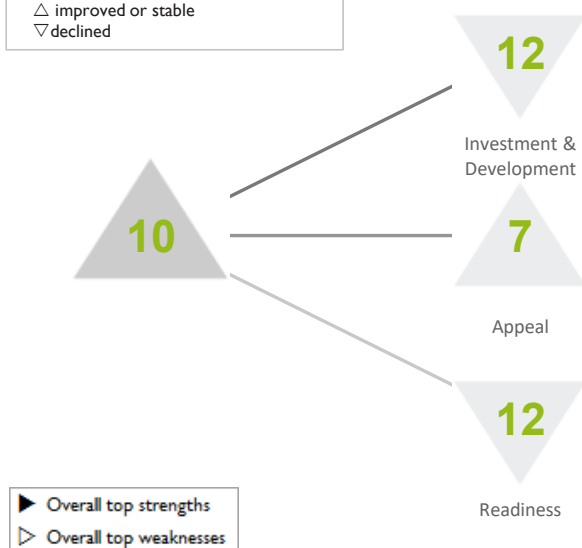 △ improved or stable
▽ declined
12
Investment &
Development
10
7
Appeal
12
Readiness
▶ Overall top strengths
▷ Overall top weaknesses